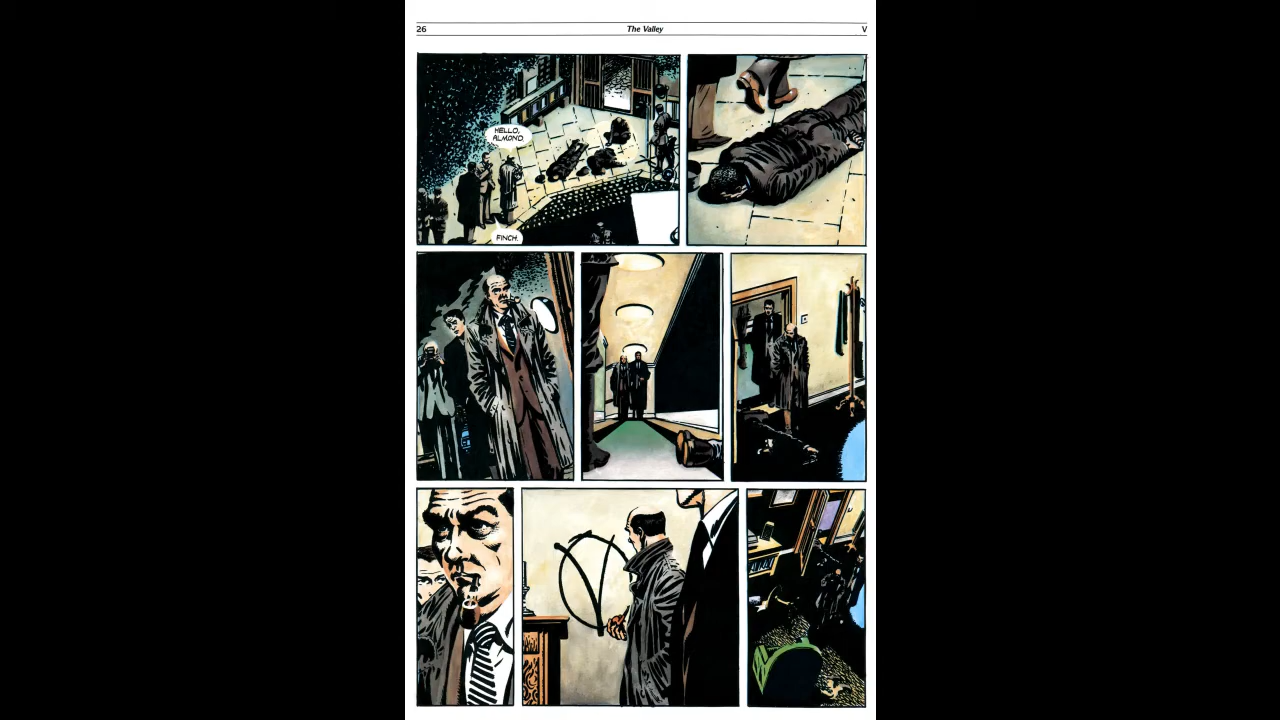 26
The Valley
V
HELLO,
ALMOND.
FINCH.
V